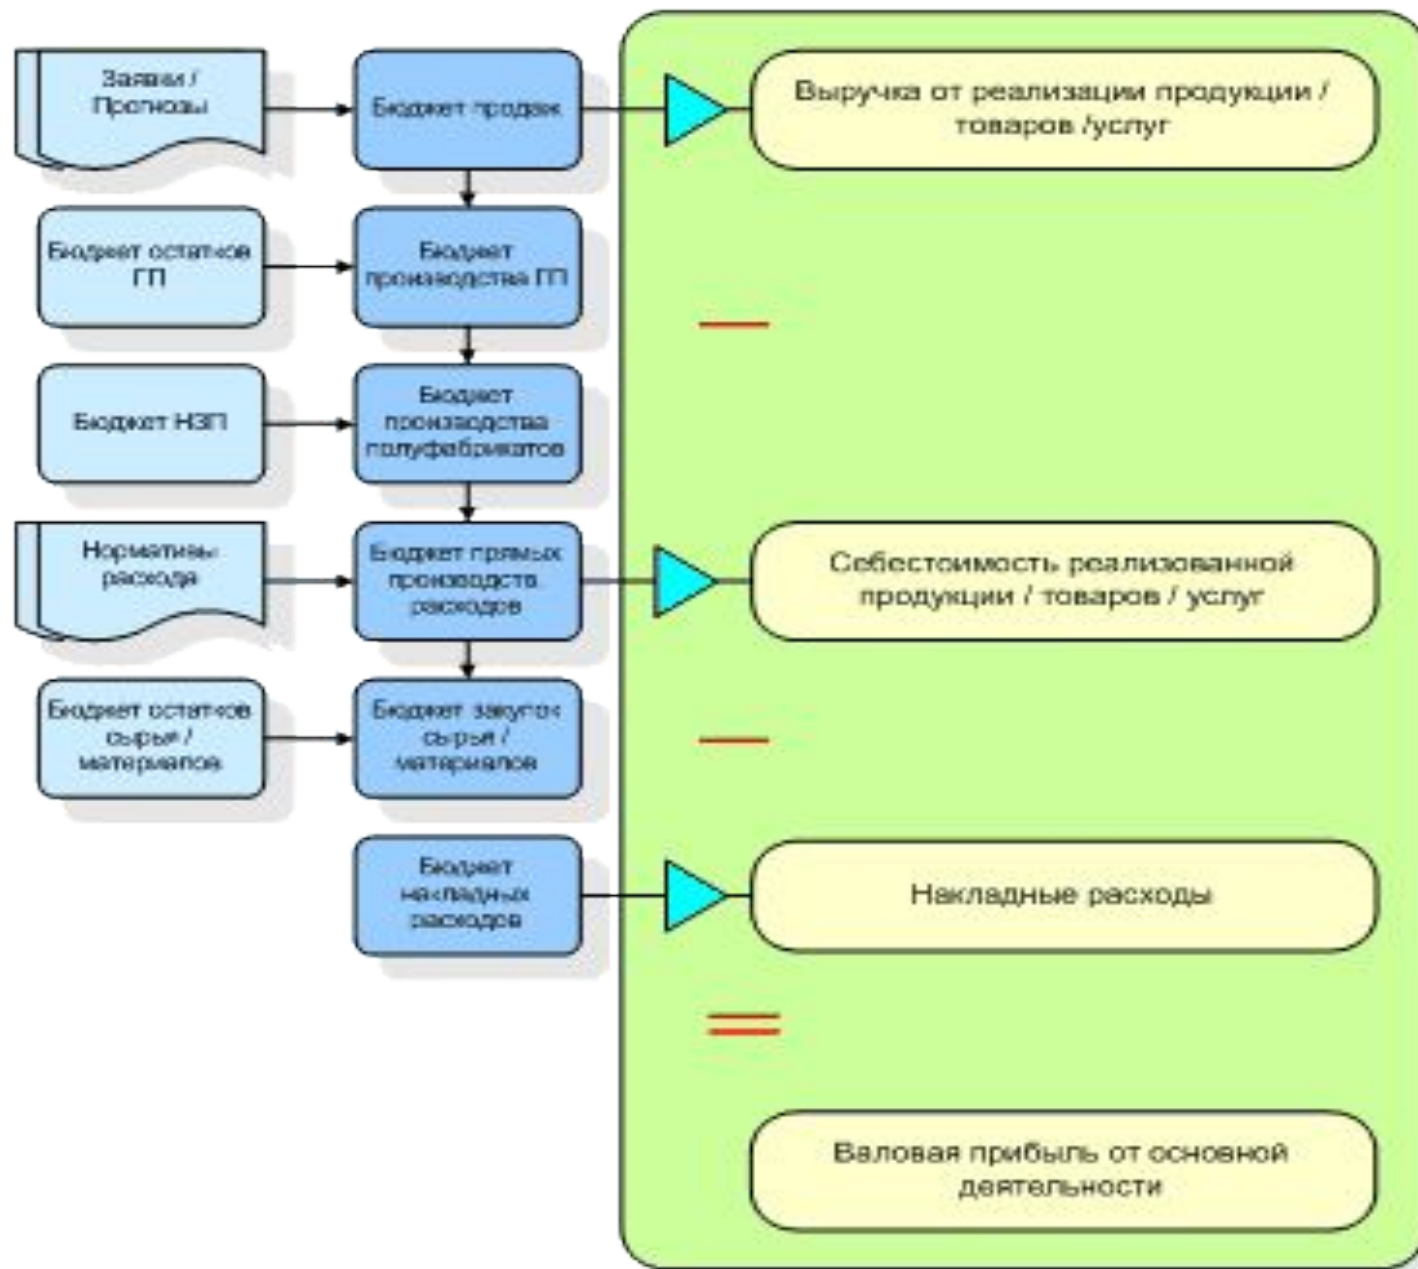 Заявки /
Прогнозы
Бюджет продаж
Выручка от реализации продукции /
товаров /услуг
Бюджет остатков
ГП
Бюджет
производства ГП
Бюджет НЗП
Бюджет
производства
полуфабрикатов
Нормативы
расхода
Бюджет прямых
производств.
расходов
Себестоимость реализованной
продукции / товаров / услуг
Бюджет остатков
сырья /
материалов
Бюджет закупок
сырья /
материалов
Бюджет
накладных
расходов
Накладные расходы
Валовая прибыль от основной
деятельности